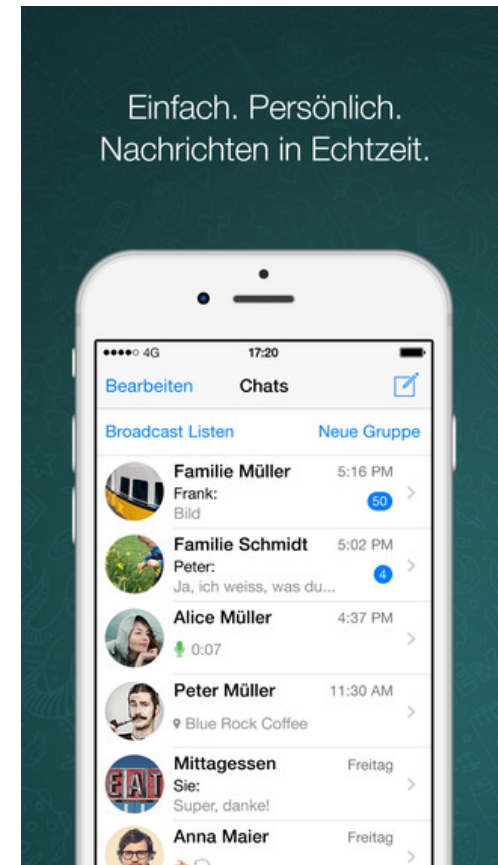 Einfach. Persönlich.
Nachrichten in Echtzeit.
4G 17:20
Bearbeiten Chats
Broadcast Listen Neue Gruppe
Familie Müller 5:16 PM
Frank:
Bild
50
Familie Schmidt 5:02 PM
Peter:
Ja, ich weiss, was du...
4
Alice Müller 4:37 PM
0:07
Peter Müller 11:30 AM
Blue Rock Coffee
Mittagessen Freitag
EAT
Sie:
Super, danke!
Anna Maier Freitag